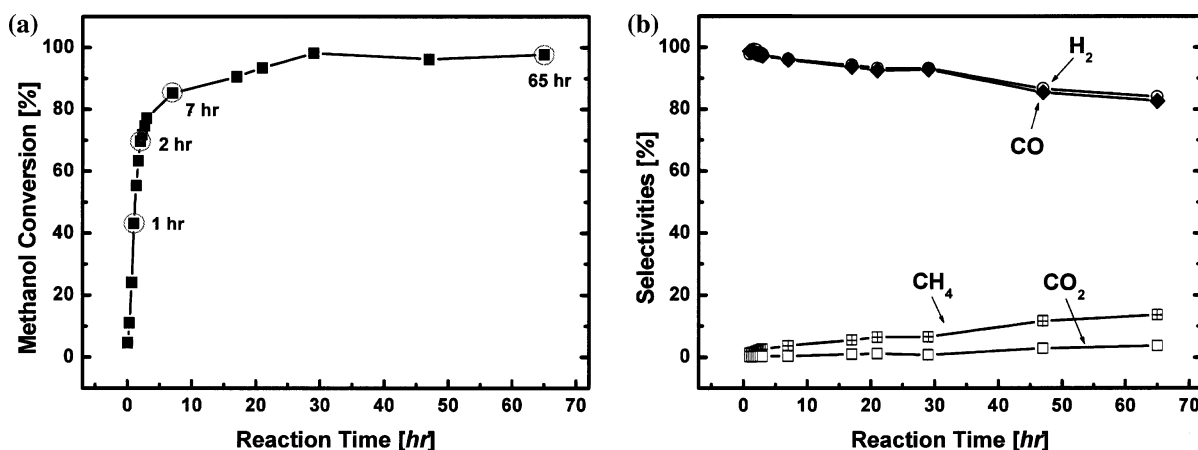 (a)
Methanol Conversion [%]
100
80
60
40
20
0
1 hr
2 hr
7 hr
65 hr
0 10 20 30 40 50 60 70
Reaction Time [hr]
(b)
Selectivities [%]
100
80
60
40
20
0
H2
CO
CH4
CO2
0 10 20 30 40 50 60 70
Reaction Time [hr]